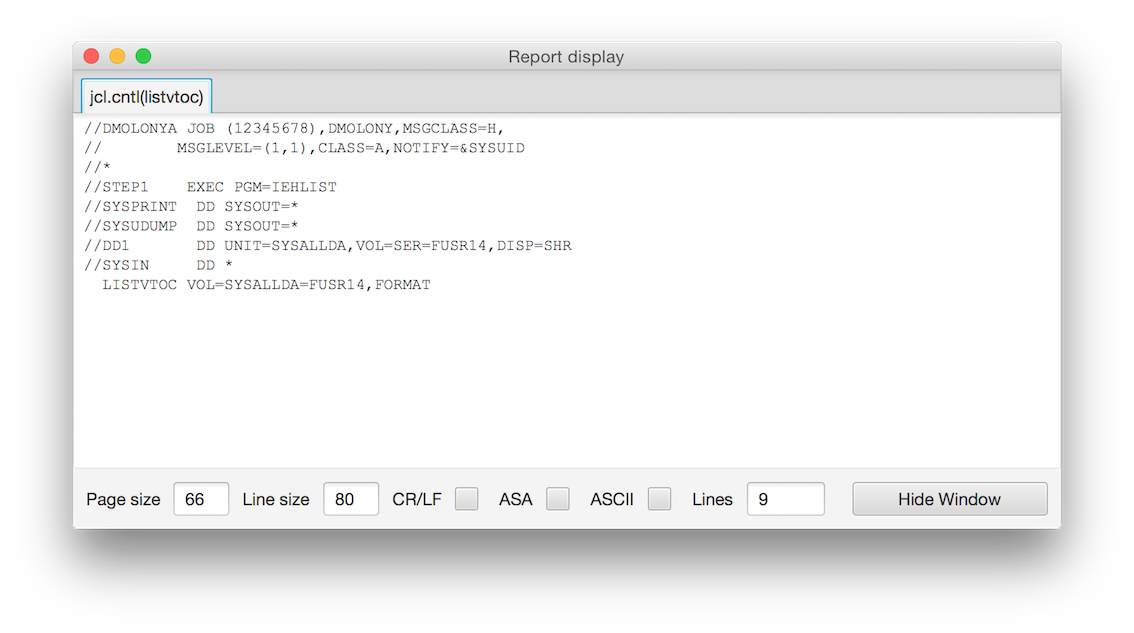 Report display
jcl.cntl(listvtoc)
//DMOLONYA JOB (12345678),DMOLONY,MSGCLASS=H,
//        MSGLEVEL=(1,1),CLASS=A,NOTIFY=&SYSUID
//*
//STEP1    EXEC PGM=IEHLIST
//SYSPRINT  DD SYSOUT=*
//SYSUDUMP  DD SYSOUT=*
//DD1       DD UNIT=SYSALLDA,VOL=SER=FUSR14,DISP=SHR
//SYSIN     DD *
  LISTVTOC VOL=SYSALLDA=FUSR14,FORMAT
Page size 66 Line size 80 CR/LF ASA ASCII Lines 9 Hide Window